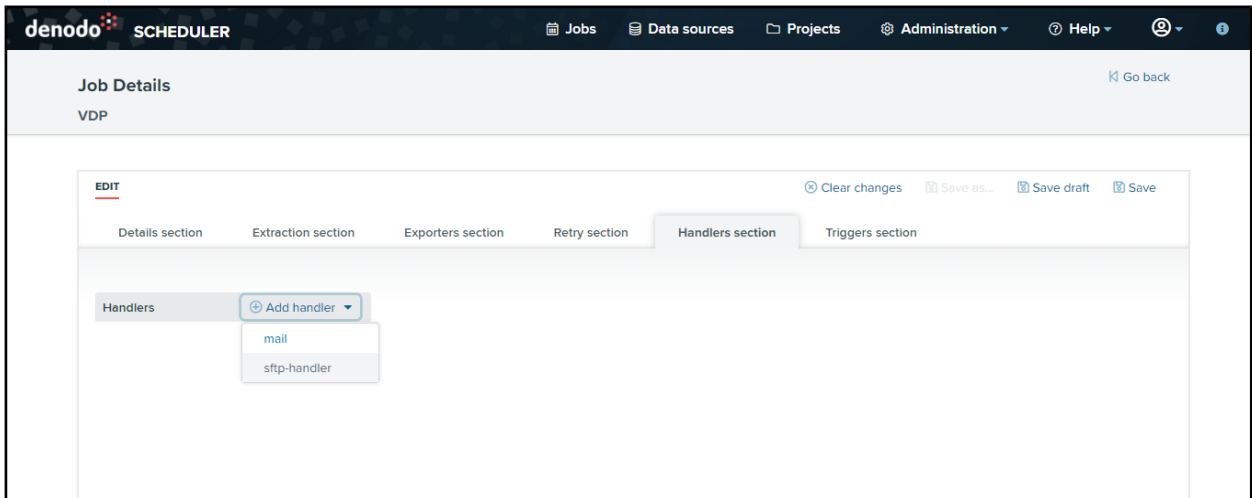 denodo SCHEDULER Jobs Data sources Projects Administration Help
Job Details Go back
VDP
EDIT Clear changes Save as... Save draft Save
Details section Extraction section Exporters section Retry section Handlers section Triggers section
Handlers Add handler
mail
sftp-handler